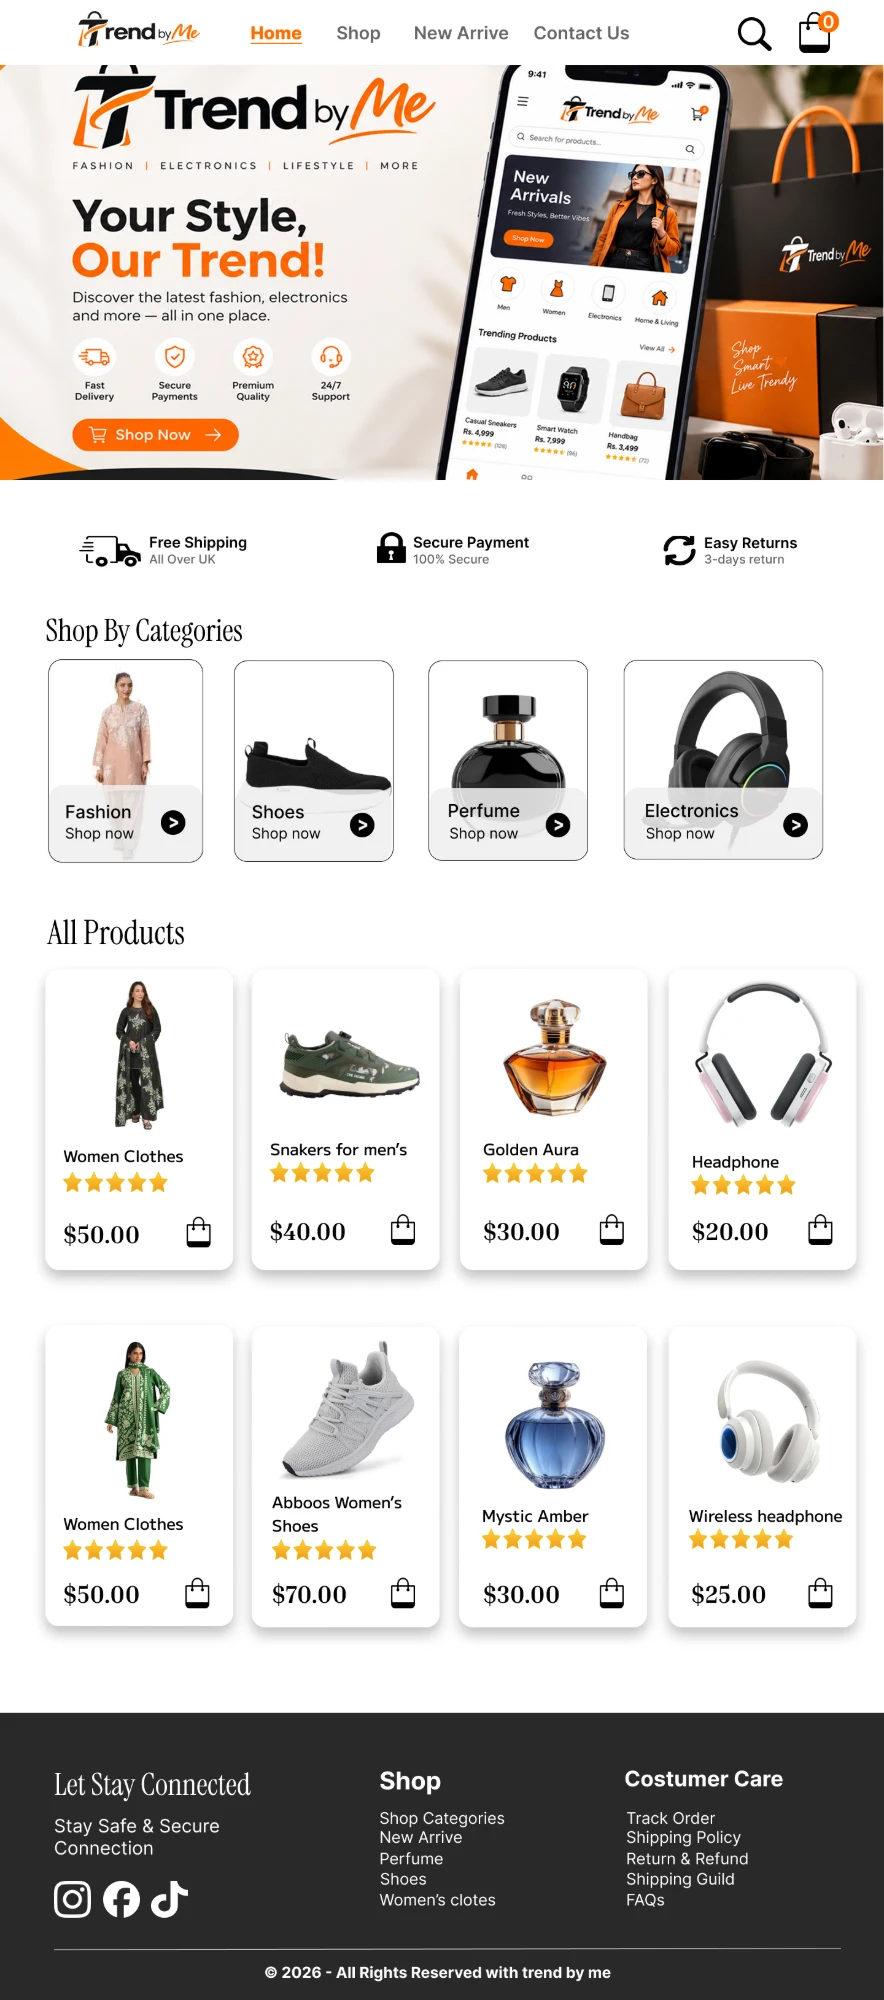 Trend by Me
Home Shop New Arrive Contact Us
0
Trend by Me
FASHION | ELECTRONICS | LIFESTYLE | MORE
Your Style,
Our Trend!
Discover the latest fashion, electronics
and more — all in one place.
Fast
Delivery
Secure
Payments
Premium
Quality
24/7
Support
Shop Now
9:41
Trend by Me
Search for products...
New
Arrivals
Fresh Styles, Better Vibes
Shop Now
Men
Women
Electronics
Home & Living
Trending Products
View All
Casual Sneakers
Rs. 4,999
(128)
Smart Watch
Rs. 7,999
(96)
Handbag
Rs. 3,499
(72)
Trend by Me
Shop
Smart
Live Trendy
Free Shipping
All Over UK
Secure Payment
100% Secure
Easy Returns
3-days return
Shop By Categories
Fashion
Shop now
>
Shoes
Shop now
>
Perfume
Shop now
>
Electronics
Shop now
>
All Products
Women Clothes
$50.00
Snakers for men's
$40.00
Golden Aura
$30.00
Headphone
$20.00
Women Clothes
$50.00
Abboos Women's
Shoes
$70.00
Mystic Amber
$30.00
Wireless headphone
$25.00
Let Stay Connected
Stay Safe & Secure
Connection
Shop
Shop Categories
New Arrive
Perfume
Shoes
Women's clotes
Costumer Care
Track Order
Shipping Policy
Return & Refund
Shipping Guild
FAQs
© 2026 - All Rights Reserved with trend by me